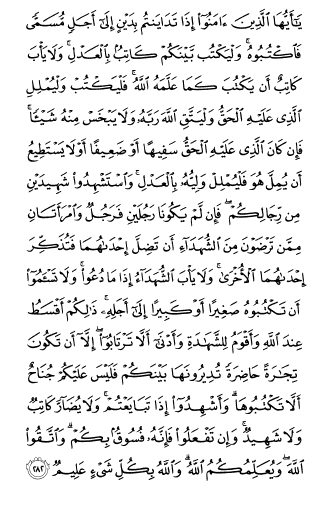 يَٰٓأَيُّهَا ٱلَّذِينَ ءَامَنُوٓا۟ إِذَا تَدَايَنتُم بِدَيْنٍ إِلَىٰٓ أَجَلٍ مُّسَمًّى
فَٱكْتُبُوهُ ۚ وَلْيَكْتُب بَّيْنَكُمْ كَاتِبٌۢ بِٱلْعَدْلِ ۚ وَلَا يَأْبَ
كَاتِبٌ أَن يَكْتُبَ كَمَا عَلَّمَهُ ٱللَّهُ ۚ فَلْيَكْتُبْ وَلْيُمْلِلِ
ٱلَّذِى عَلَيْهِ ٱلْحَقُّ وَلْيَتَّقِ ٱللَّهَ رَبَّهُۥ وَلَا يَبْخَسْ مِنْهُ شَيْـًٔا ۚ
فَإِن كَانَ ٱلَّذِى عَلَيْهِ ٱلْحَقُّ سَفِيهًا أَوْ ضَعِيفًا أَوْ لَا يَسْتَطِيعُ
أَن يُمِلَّ هُوَ فَلْيُمْلِلْ وَلِيُّهُۥ بِٱلْعَدْلِ ۚ وَٱسْتَشْهِدُوا۟ شَهِيدَيْنِ
مِن رِّجَالِكُمْ ۖ فَإِن لَّمْ يَكُونَا رَجُلَيْنِ فَرَجُلٌ وَٱمْرَأَتَانِ
مِمَّن تَرْضَوْنَ مِنَ ٱلشُّهَدَآءِ أَن تَضِلَّ إِحْدَىٰهُمَا فَتُذَكِّرَ
إِحْدَىٰهُمَا ٱلْأُخْرَىٰ ۚ وَلَا يَأْبَ ٱلشُّهَدَآءُ إِذَا مَا دُعُوا۟ ۚ وَلَا تَسْـَٔمُوٓا۟
أَن تَكْتُبُوهُ صَغِيرًا أَوْ كَبِيرًا إِلَىٰٓ أَجَلِهِۦ ۚ ذَٰلِكُمْ أَقْسَطُ
عِندَ ٱللَّهِ وَأَقْوَمُ لِلشَّهَٰدَةِ وَأَدْنَىٰٓ أَلَّا تَرْتَابُوٓا۟ ۖ إِلَّآ أَن تَكُونَ
تِجَٰرَةً حَاضِرَةً تُدِيرُونَهَا بَيْنَكُمْ فَلَيْسَ عَلَيْكُمْ جُنَاحٌ
أَلَّا تَكْتُبُوهَا ۗ وَأَشْهِدُوٓا۟ إِذَا تَبَايَعْتُمْ ۚ وَلَا يُضَآرَّ كَاتِبٌ
وَلَا شَهِيدٌ ۚ وَإِن تَفْعَلُوا۟ فَإِنَّهُۥ فُسُوقٌۢ بِكُمْ ۗ وَٱتَّقُوا۟
ٱللَّهَ ۖ وَيُعَلِّمُكُمُ ٱللَّهُ ۗ وَٱللَّهُ بِكُلِّ شَىْءٍ عَلِيمٌ ٢٨٢